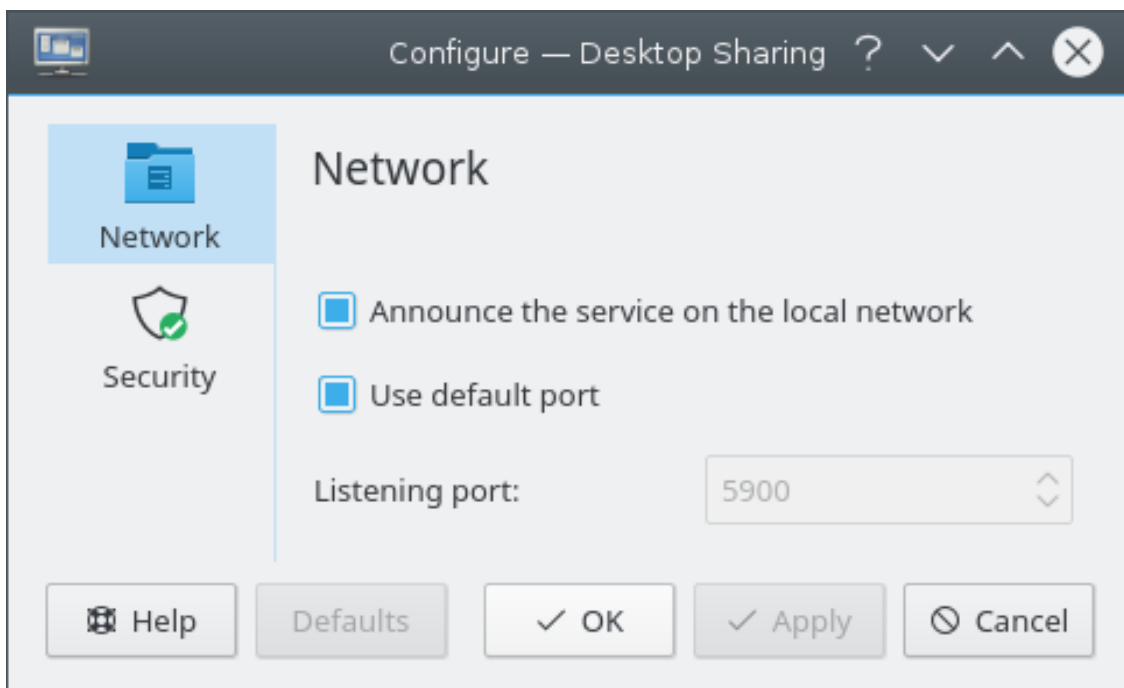 Configure — Desktop Sharing
Network
Security
Network
Announce the service on the local network
Use default port
Listening port: 5900
Help Defaults OK Apply Cancel